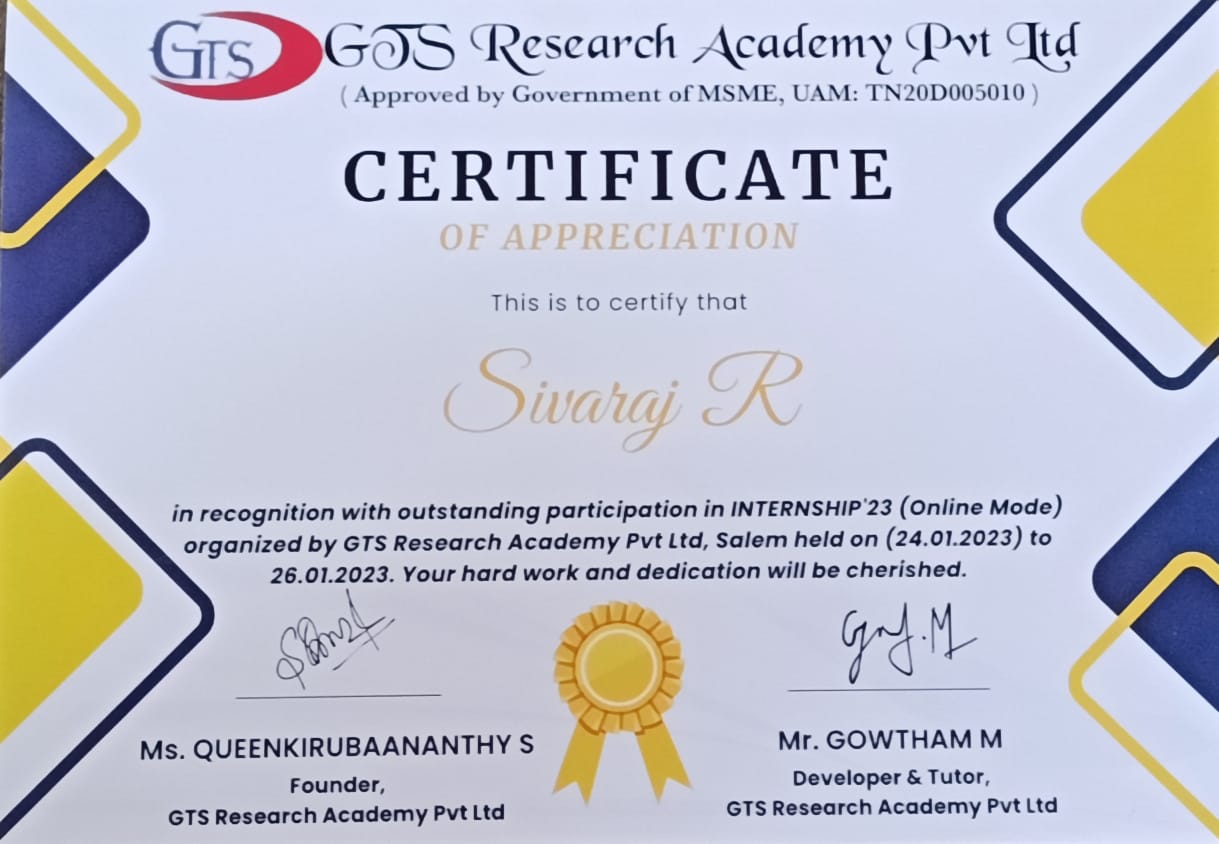 GTS GTS Research Academy Pvt Ltd
( Approved by Government of MSME, UAM: TN20D005010 )
CERTIFICATE
OF APPRECIATION
This is to certify that
Sivaraj R
in recognition with outstanding participation in INTERNSHIP'23 (Online Mode)
organized by GTS Research Academy Pvt Ltd, Salem held on (24.01.2023) to
26.01.2023. Your hard work and dedication will be cherished.
Ms. QUEENKIRUBAANANTHY S
Founder,
GTS Research Academy Pvt Ltd
Mr. GOWTHAM M
Developer & Tutor,
GTS Research Academy Pvt Ltd